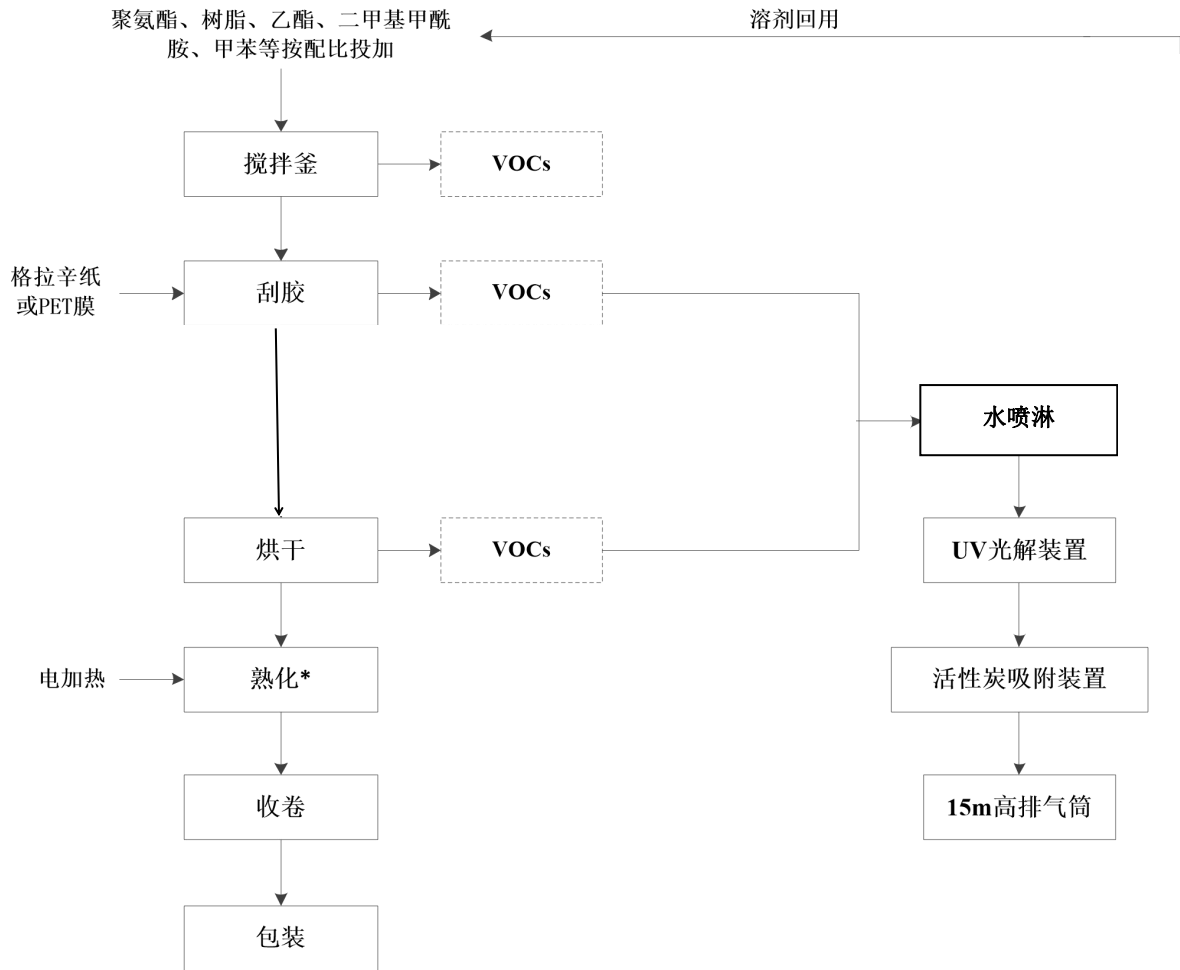 聚氨酯、树脂、乙酯、二甲基甲酰
胺、甲苯等按配比投加
溶剂回用
搅拌釜
VOCs
格拉辛纸
或PET膜
刮胶
VOCs
水喷淋
烘干
VOCs
UV光解装置
电加热
熟化*
活性炭吸附装置
收卷
15m高排气筒
包装